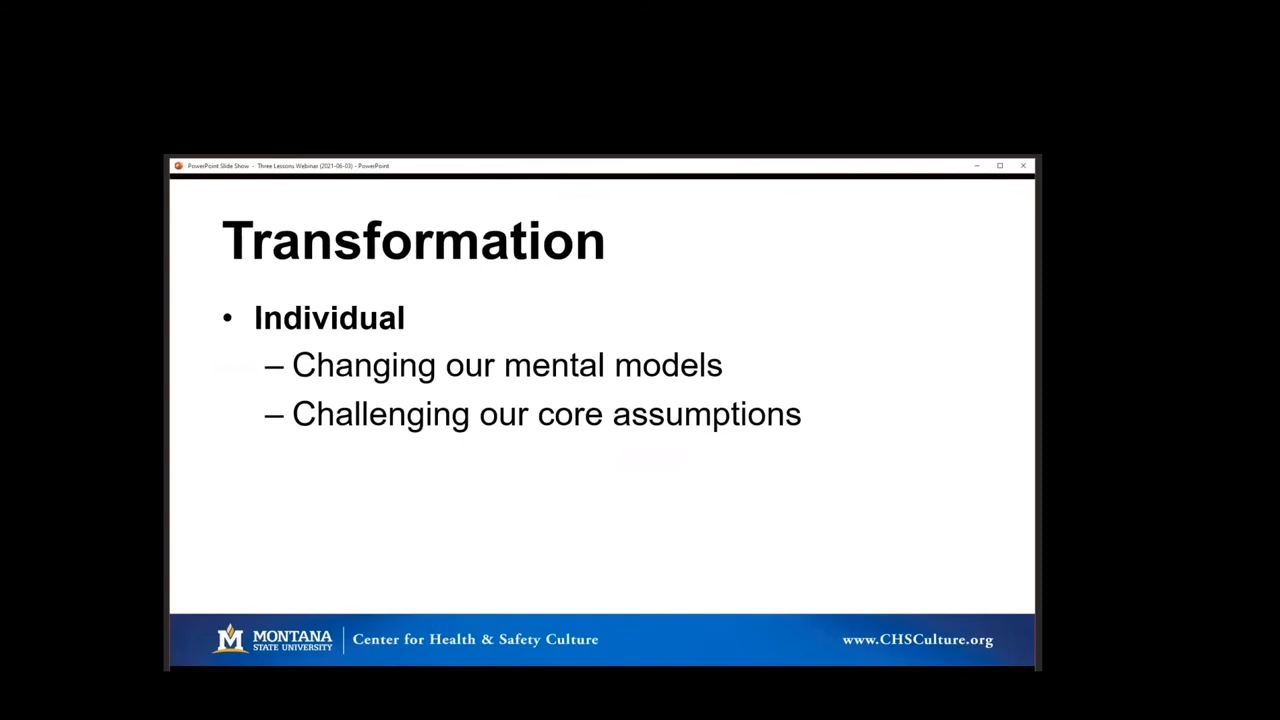 PowerPoint Slide Show - Three Lessons Webinar (2021-06-03) - PowerPoint
Transformation
• Individual
– Changing our mental models
– Challenging our core assumptions
M MONTANA
STATE UNIVERSITY
Center for Health & Safety Culture
www.CHSCulture.org